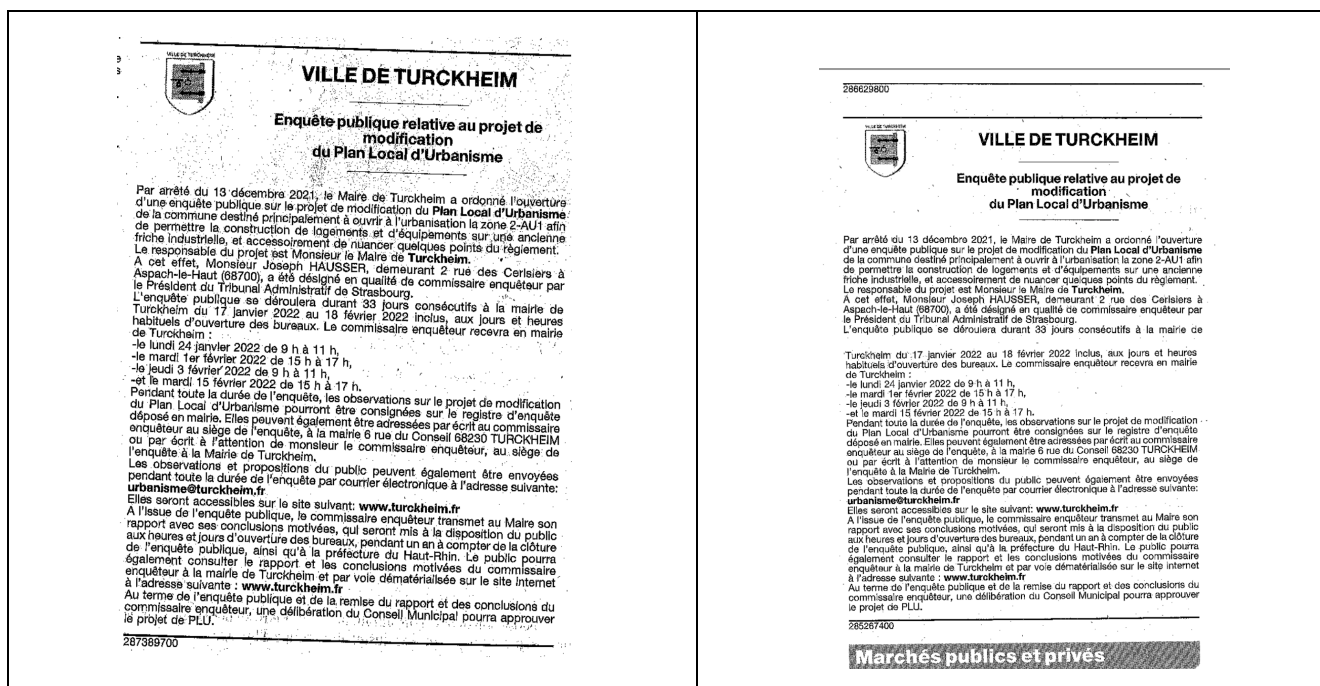 VILLE DE TURCKHEIM
VILLE DE TURCKHEIM
Enquête publique relative au projet de
modification
du Plan Local d'Urbanisme
Par arrêté du 13 décembre 2021, le Maire de Turckheim a ordonné l'ouverture
d'une enquête publique sur le projet de modification du Plan Local d'Urbanisme
de la commune destiné principalement à ouvrir à l'urbanisation la zone 2-AU1 afin
de permettre la construction de logements et d'équipements sur une ancienne
friche industrielle, et accessoirement de nuancer quelques points du règlement.
Le responsable du projet est Monsieur le Maire de Turckheim.
A cet effet, Monsieur Joseph HAUSSER, demeurant 2 rue des Cerisiers à
Aspach-le-Haut (68700), a été désigné en qualité de commissaire enquêteur par
le Président du Tribunal Administratif de Strasbourg.
L'enquête publique se déroulera durant 33 jours consécutifs à la mairie de
Turckheim du 17 janvier 2022 au 18 février 2022 inclus, aux jours et heures
habituels d'ouverture des bureaux. Le commissaire enquêteur recevra en mairie
de Turckheim :
-le lundi 24 janvier 2022 de 9 h à 11 h,
-le mardi 1er février 2022 de 15 h à 17 h,
-le jeudi 3 février 2022 de 9 h à 11 h,
-et le mardi 15 février 2022 de 15 h à 17 h.
Pendant toute la durée de l'enquête, les observations sur le projet de modification
du Plan Local d'Urbanisme pourront être consignées sur le registre d'enquête
déposé en mairie. Elles peuvent également être adressées par écrit au commissaire
enquêteur au siège de l'enquête, à la mairie 6 rue du Conseil 68230 TURCKHEIM
ou par écrit à l'attention de monsieur le commissaire enquêteur, au siège de
l'enquête à la Mairie de Turckheim.
Les observations et propositions du public peuvent également être envoyées
pendant toute la durée de l'enquête par courrier électronique à l'adresse suivante:
urbanisme@turckheim.fr
Elles seront accessibles sur le site suivant: www.turckheim.fr
A l'issue de l'enquête publique, le commissaire enquêteur transmet au Maire son
rapport avec ses conclusions motivées, qui seront mis à la disposition du public
aux heures et jours d'ouverture des bureaux, pendant un an à compter de la clôture
de l'enquête publique, ainsi qu'à la préfecture du Haut-Rhin. Le public pourra
également consulter le rapport et les conclusions motivées du commissaire
enquêteur à la mairie de Turckheim et par voie dématérialisée sur le site internet
à l'adresse suivante : www.turckheim.fr
Au terme de l'enquête publique et de la remise du rapport et des conclusions du
commissaire enquêteur, une délibération du Conseil Municipal pourra approuver
le projet de PLU.
287389700
286629800
VILLE DE TURCKHEIM
VILLE DE TURCKHEIM
Enquête publique relative au projet de
modification
du Plan Local d'Urbanisme
Par arrêté du 13 décembre 2021, le Maire de Turckheim a ordonné l'ouverture
d'une enquête publique sur le projet de modification du Plan Local d'Urbanisme
de la commune destiné principalement à ouvrir à l'urbanisation la zone 2-AU1 afin
de permettre la construction de logements et d'équipements sur une ancienne
friche industrielle, et accessoirement de nuancer quelques points du règlement.
Le responsable du projet est Monsieur le Maire de Turckheim.
A cet effet, Monsieur Joseph HAUSSER, demeurant 2 rue des Cerisiers à
Aspach-le-Haut (68700), a été désigné en qualité de commissaire enquêteur par
le Président du Tribunal Administratif de Strasbourg.
L'enquête publique se déroulera durant 33 jours consécutifs à la mairie de
Turckheim du 17 janvier 2022 au 18 février 2022 inclus, aux jours et heures
habituels d'ouverture des bureaux. Le commissaire enquêteur recevra en mairie
de Turckheim :
-le lundi 24 janvier 2022 de 9 h à 11 h,
-le mardi 1er février 2022 de 15 h à 17 h,
-le jeudi 3 février 2022 de 9 h à 11 h,
-et le mardi 15 février 2022 de 15 h à 17 h.
Pendant toute la durée de l'enquête, les observations sur le projet de modification
du Plan Local d'Urbanisme pourront être consignées sur le registre d'enquête
déposé en mairie. Elles peuvent également être adressées par écrit au commissaire
enquêteur au siège de l'enquête, à la mairie 6 rue du Conseil 68230 TURCKHEIM
ou par écrit à l'attention de monsieur le commissaire enquêteur, au siège de
l'enquête à la Mairie de Turckheim.
Les observations et propositions du public peuvent également être envoyées
pendant toute la durée de l'enquête par courrier électronique à l'adresse suivante:
urbanisme@turckheim.fr
Elles seront accessibles sur le site suivant: www.turckheim.fr
A l'issue de l'enquête publique, le commissaire enquêteur transmet au Maire son
rapport avec ses conclusions motivées, qui seront mis à la disposition du public
aux heures et jours d'ouverture des bureaux, pendant un an à compter de la clôture
de l'enquête publique, ainsi qu'à la préfecture du Haut-Rhin. Le public pourra
également consulter le rapport et les conclusions motivées du commissaire
enquêteur à la mairie de Turckheim et par voie dématérialisée sur le site internet
à l'adresse suivante : www.turckheim.fr
Au terme de l'enquête publique et de la remise du rapport et des conclusions du
commissaire enquêteur, une délibération du Conseil Municipal pourra approuver
le projet de PLU.
285267400
Marchés publics et privés